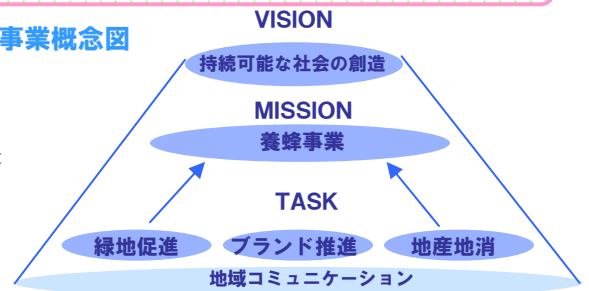 事業概念図
VISION
持続可能な社会の創造
MISSION
養蜂事業
TASK
緑地促進 ブランド推進 地産地消
地域コミュニケーション